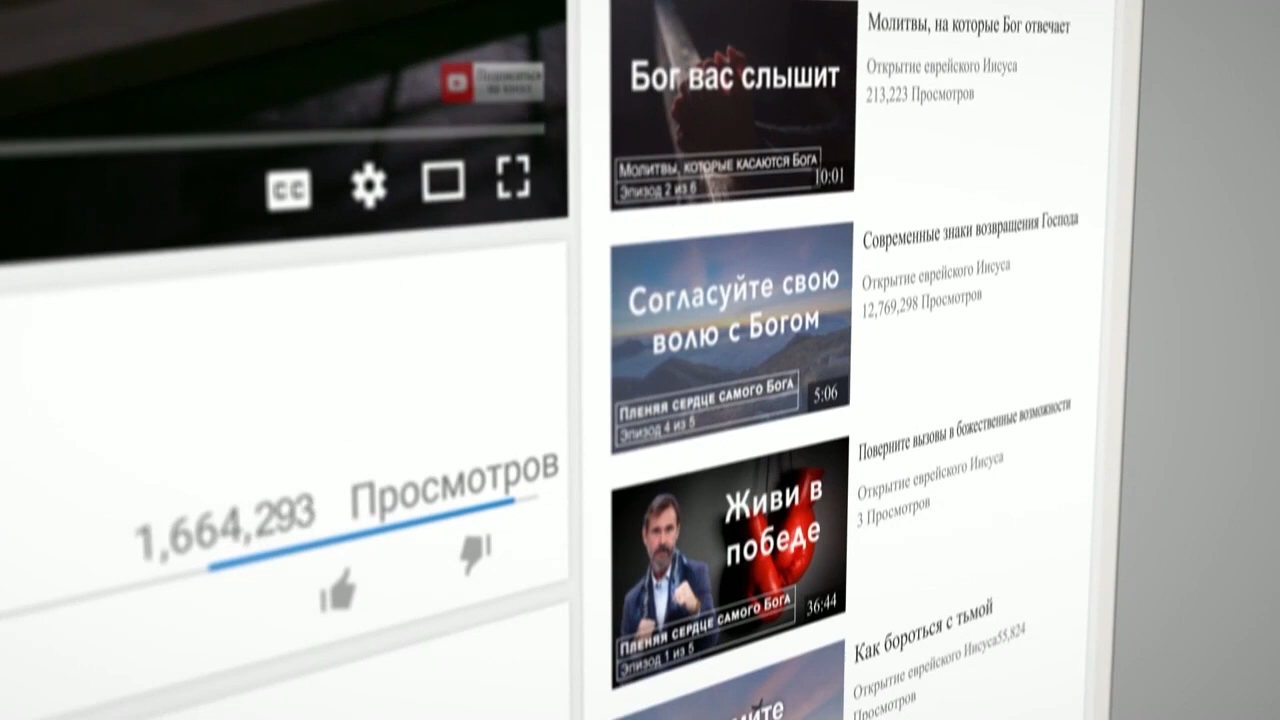 Подписаться
на канал
CC
1,664,293 Просмотров
Бог вас слышит
Молитвы, которые касаются Бога
Эпизод 2 из 6
10:01
Молитвы, на которые Бог отвечает
Открытие еврейского Иисуса
213,223 Просмотров
Согласуйте свою
волю с Богом
Пленяя сердце самого Бога
Эпизод 4 из 5
5:06
Современные знаки возвращения Господа
Открытие еврейского Иисуса
12,769,298 Просмотров
Живи в
победе
Пленяя сердце самого Бога
Эпизод 1 из 5
36:44
Поверните вызовы в божественные возможности
Открытие еврейского Иисуса
3 Просмотров
Как бороться с тьмой
Открытие еврейского Иисуса55,824
Просмотров